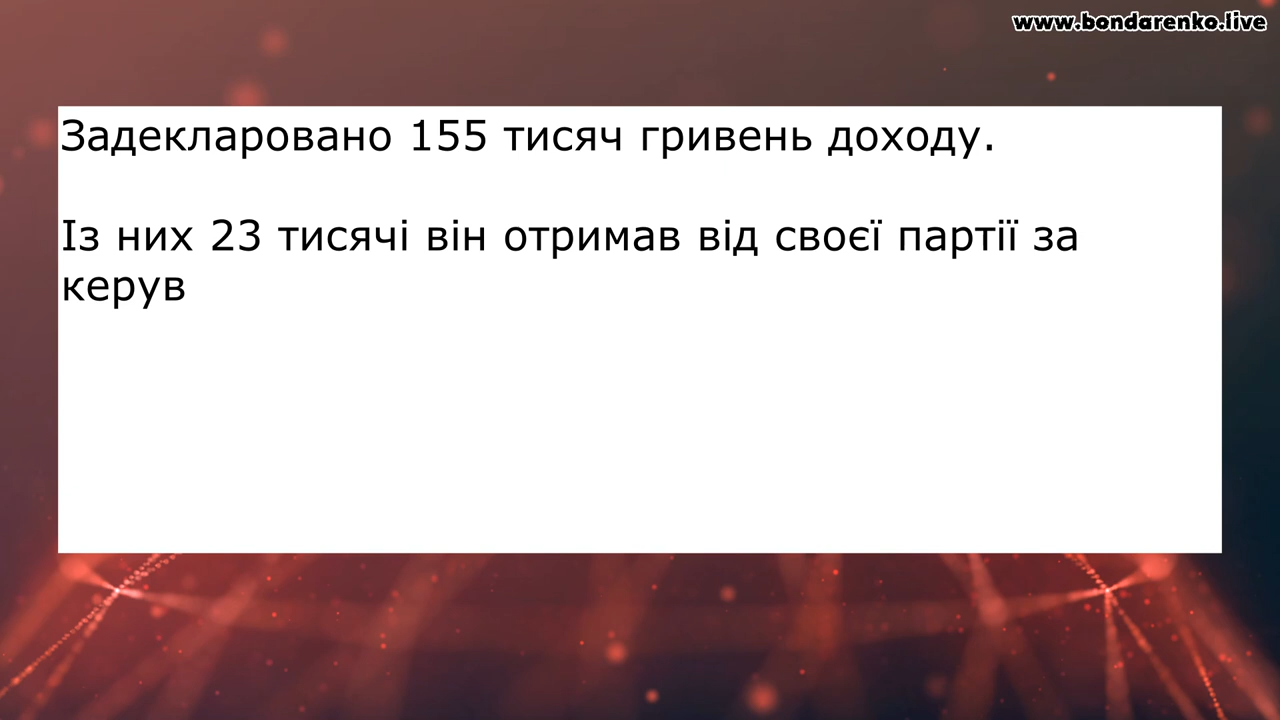 www.bondarenko.live
Задекларовано 155 тисяч гривень доходу.
Із них 23 тисячі він отримав від своєї партії за
керув